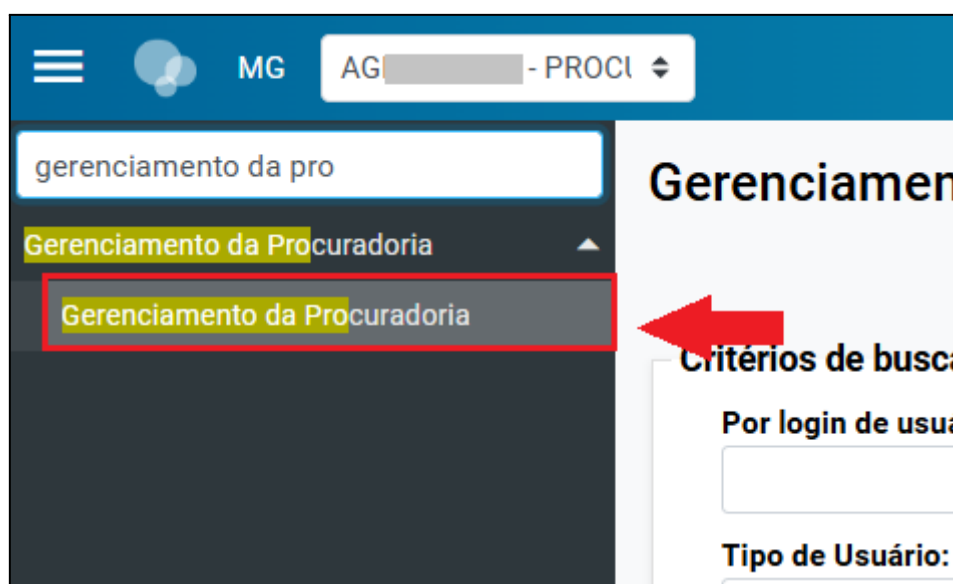 MG
AG - PROCU
gerenciamento da pro
Gerenciamen
Gerenciamento da Procuradoria
Gerenciamento da Procuradoria
Critérios de busca
Por login de usuá
Tipo de Usuário: